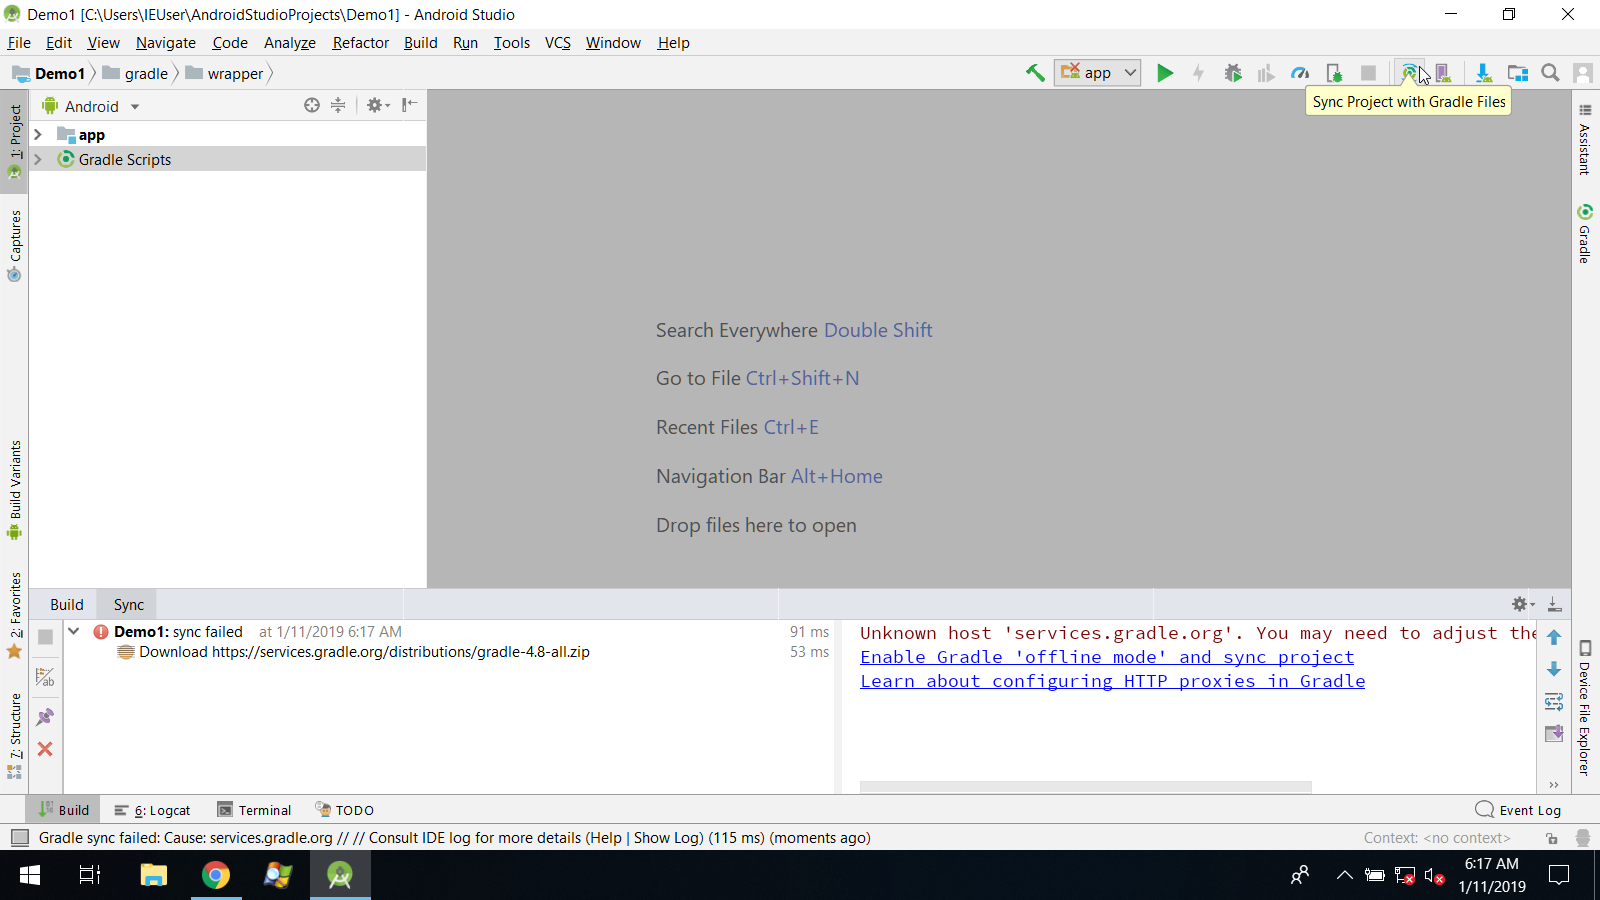 Demo1 [C:\Users\IEUser\AndroidStudioProjects\Demo1] - Android Studio
File Edit View Navigate Code Analyze Refactor Build Run Tools VCS Window Help
Demo1 gradle wrapper
app
Sync Project with Gradle Files
1: Project
Captures
Build Variants
2: Favorites
7: Structure
Android
app
Gradle Scripts
Search Everywhere Double Shift
Go to File Ctrl+Shift+N
Recent Files Ctrl+E
Navigation Bar Alt+Home
Drop files here to open
Assistant
Gradle
Device File Explorer
Build Sync
Demo1: sync failed at 1/11/2019 6:17 AM 91 ms
Download https://services.gradle.org/distributions/gradle-4.8-all.zip 53 ms
Unknown host 'services.gradle.org'. You may need to adjust the
Enable Gradle 'offline mode' and sync project
Learn about configuring HTTP proxies in Gradle
Build 6: Logcat Terminal TODO Event Log
Gradle sync failed: Cause: services.gradle.org // // Consult IDE log for more details (Help | Show Log) (115 ms) (moments ago) Context: <no context>
6:17 AM
1/11/2019